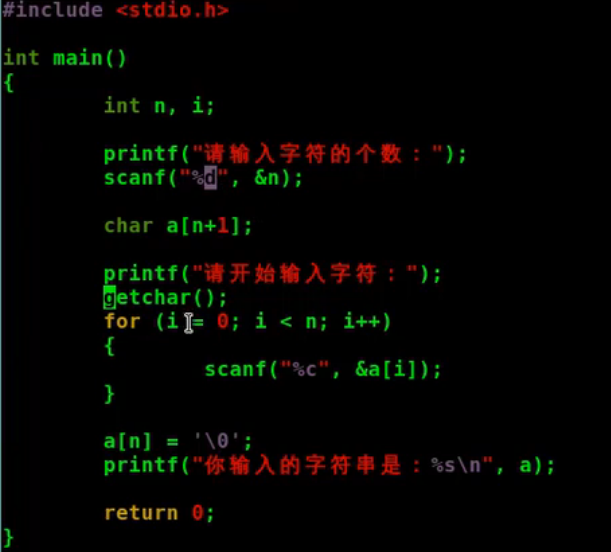 #include <stdio.h>
int main()
{
int n, i;
printf("请输入字符的个数：");
scanf("%d", &n);
char a[n+1];
printf("请开始输入字符：");
getchar();
for (i = 0; i < n; i++)
{
scanf("%c", &a[i]);
}
a[n] = '\0';
printf("你输入的字符串是：%s\n", a);
return 0;
}